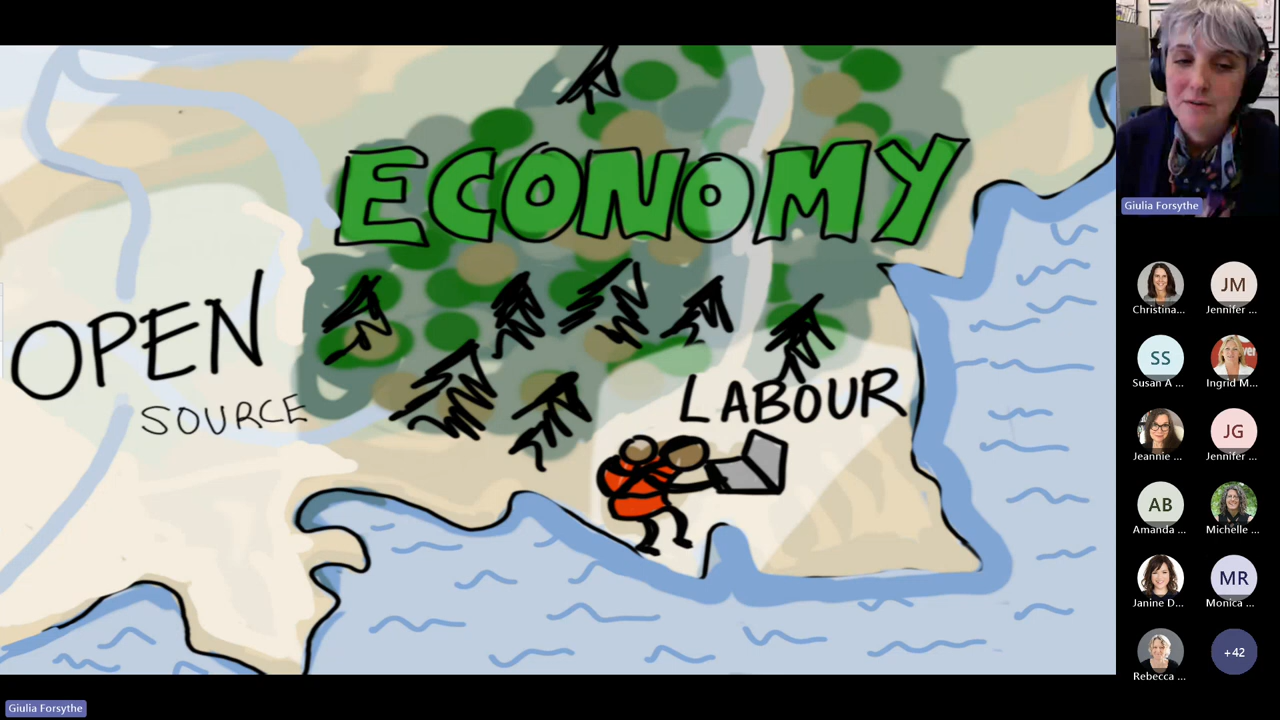 ECONOMY
OPEN
SOURCE
LABOUR
Giulia Forsythe
Giulia Forsythe
Christina...
JM
Jennifer ...
SS
Susan A ...
Ingrid M...
Jeannie ...
JG
Jennifer ...
AB
Amanda ...
Michelle ...
Janine D...
MR
Monica ...
Rebecca ...
+42